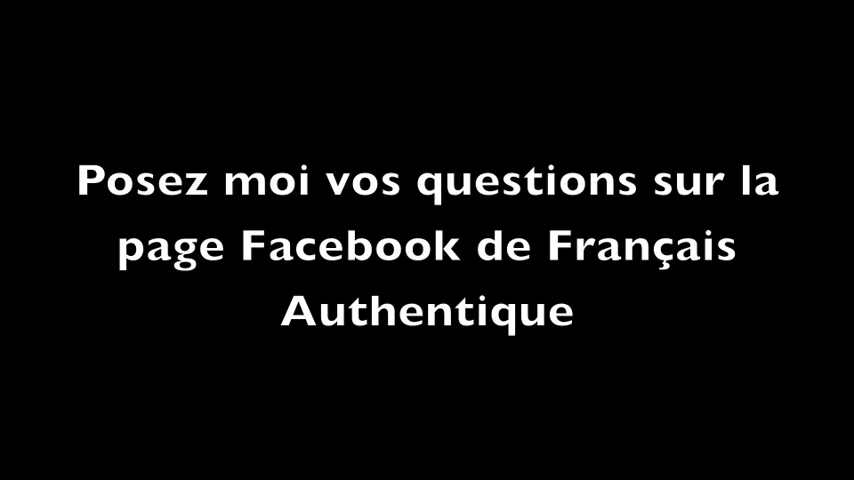 Posez moi vos questions sur la
page Facebook de Français
Authentique